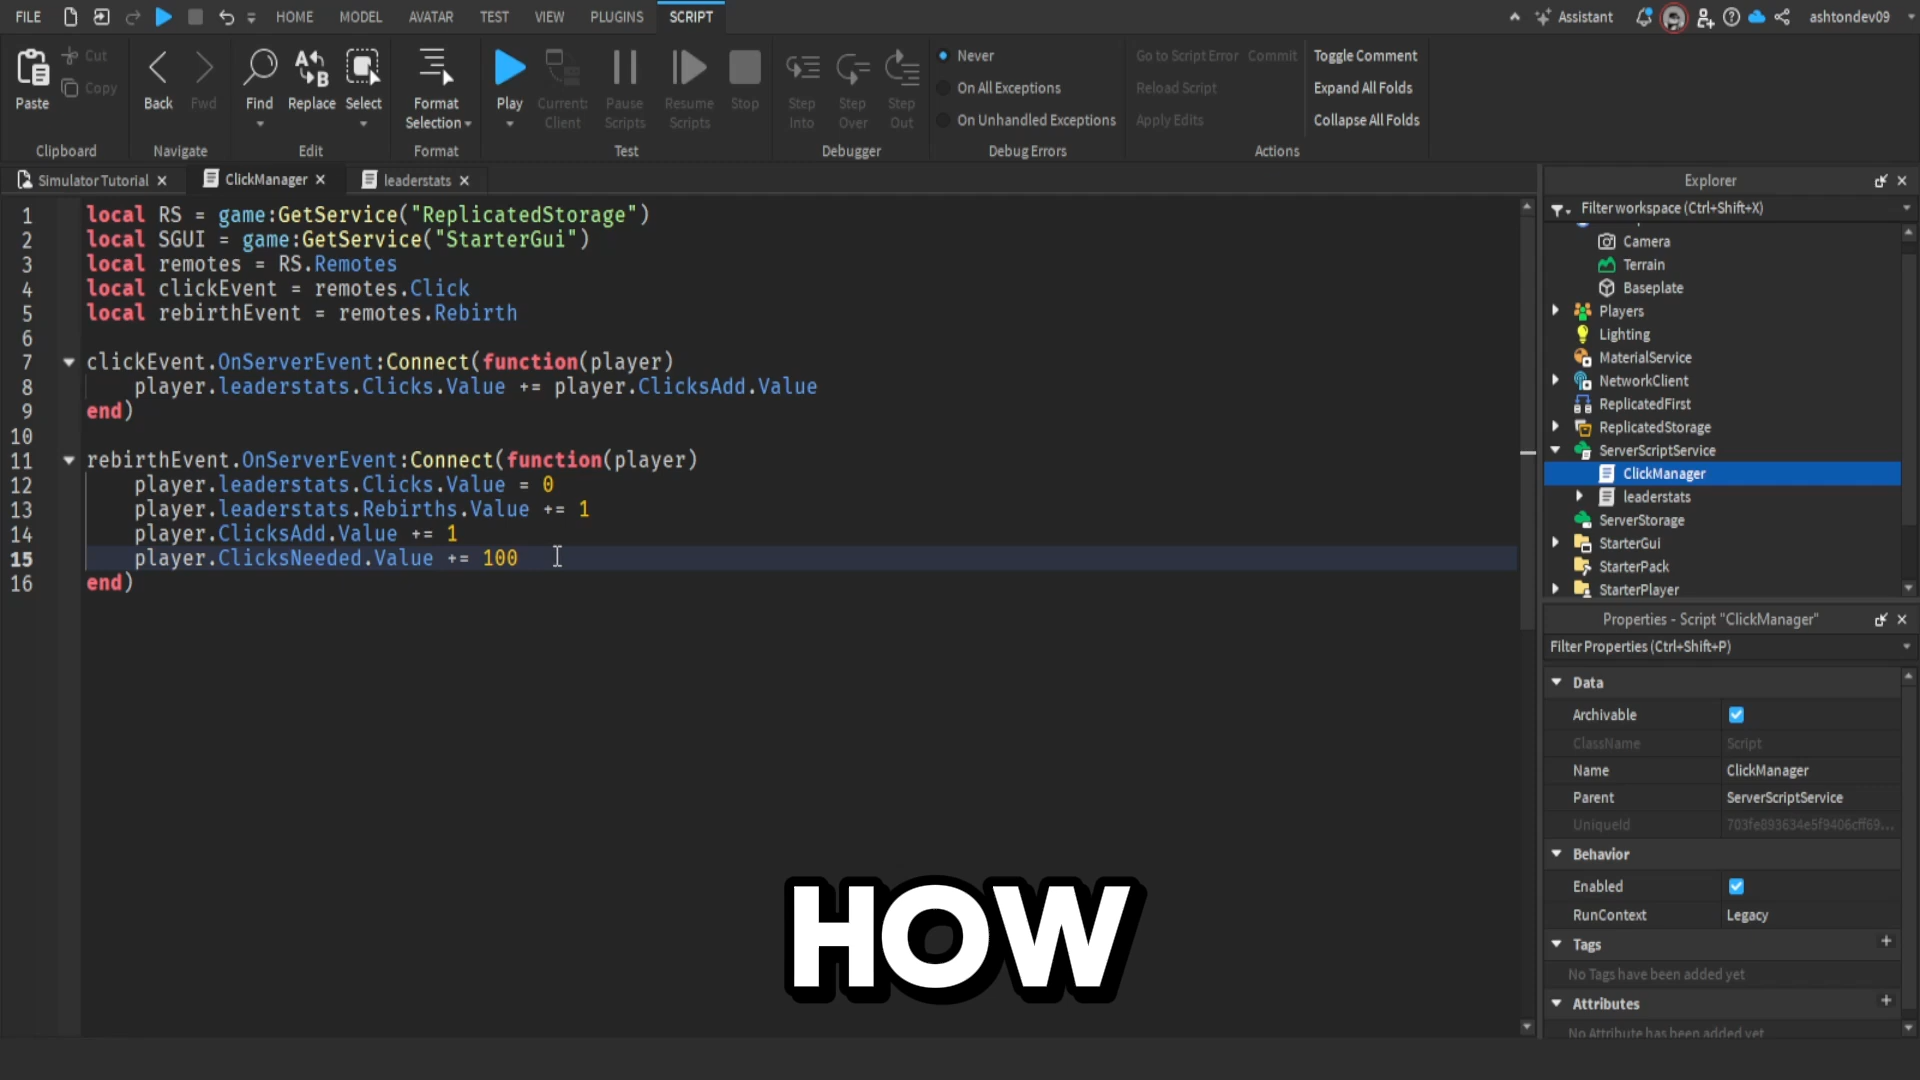 FILE HOME MODEL AVATAR TEST VIEW PLUGINS SCRIPT Assistant ashtondev09
Paste Cut Copy Back Fwd Find Replace Select Format Selection Play Current: Client Pause Scripts Resume Scripts Stop Step Into Step Over Step Out
Never Go to Script Error Commit Toggle Comment
On All Exceptions Reload Script Expand All Folds
On Unhandled Exceptions Apply Edits Collapse All Folds
Clipboard Navigate Edit Format Test Debugger Debug Errors Actions
Simulator Tutorial ClickManager leaderstats
1 local RS = game:GetService("ReplicatedStorage")
2 local SGUI = game:GetService("StarterGui")
3 local remotes = RS.Remotes
4 local clickEvent = remotes.Click
5 local rebirthEvent = remotes.Rebirth
6
7 clickEvent.OnServerEvent:Connect(function(player)
8 player.leaderstats.Clicks.Value += player.ClicksAdd.Value
9 end)
10
11 rebirthEvent.OnServerEvent:Connect(function(player)
12 player.leaderstats.Clicks.Value = 0
13 player.leaderstats.Rebirths.Value += 1
14 player.ClicksAdd.Value += 1
15 player.ClicksNeeded.Value += 100
16 end)
HOW
Explorer
Filter workspace (Ctrl+Shift+X)
Camera
Terrain
Baseplate
Players
Lighting
MaterialService
NetworkClient
ReplicatedFirst
ReplicatedStorage
ServerScriptService
ClickManager
leaderstats
ServerStorage
StarterGui
StarterPack
StarterPlayer
Properties - Script "ClickManager"
Filter Properties (Ctrl+Shift+P)
Data
Archivable
ClassName Script
Name ClickManager
Parent ServerScriptService
UniqueId 703fe893634e5f9406cff69...
Behavior
Enabled
RunContext Legacy
Tags
No Tags have been added yet
Attributes
No Attribute has been added yet